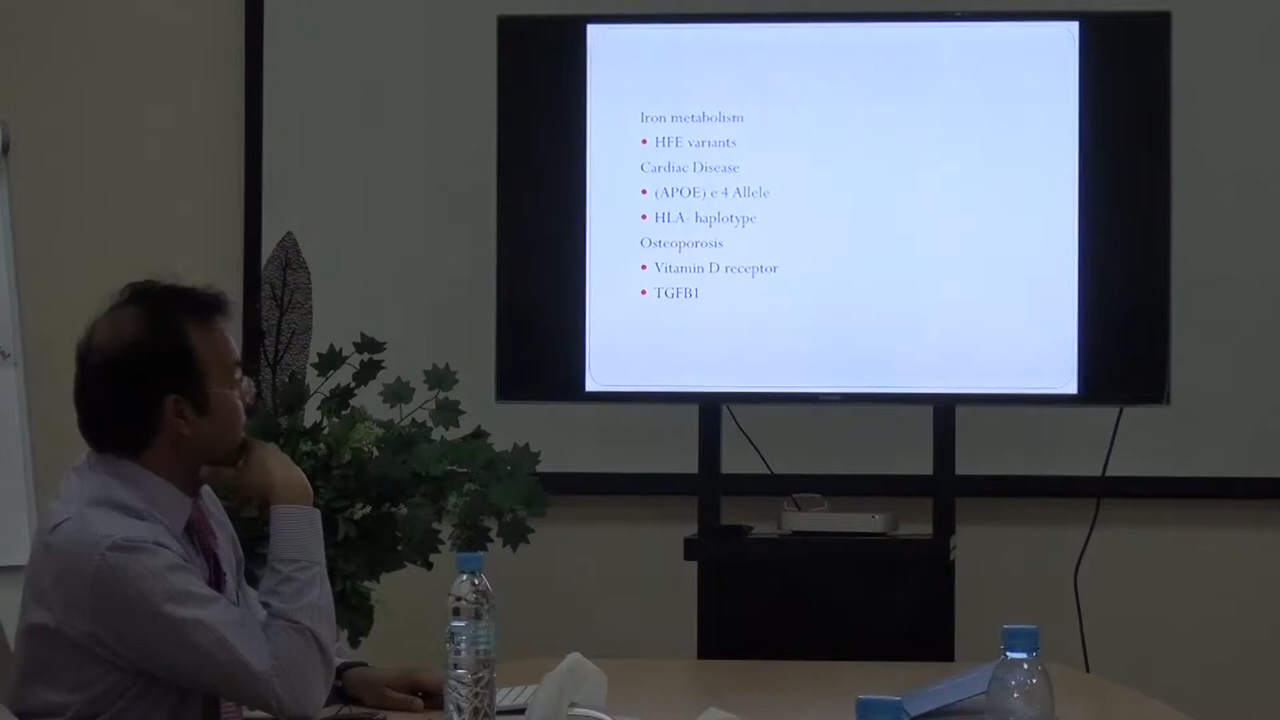 Iron metabolism
• HFE variants
Cardiac Disease
• (APOE) e 4 Allele
• HLA- haplotype
Osteoporosis
• Vitamin D receptor
• TGFB1